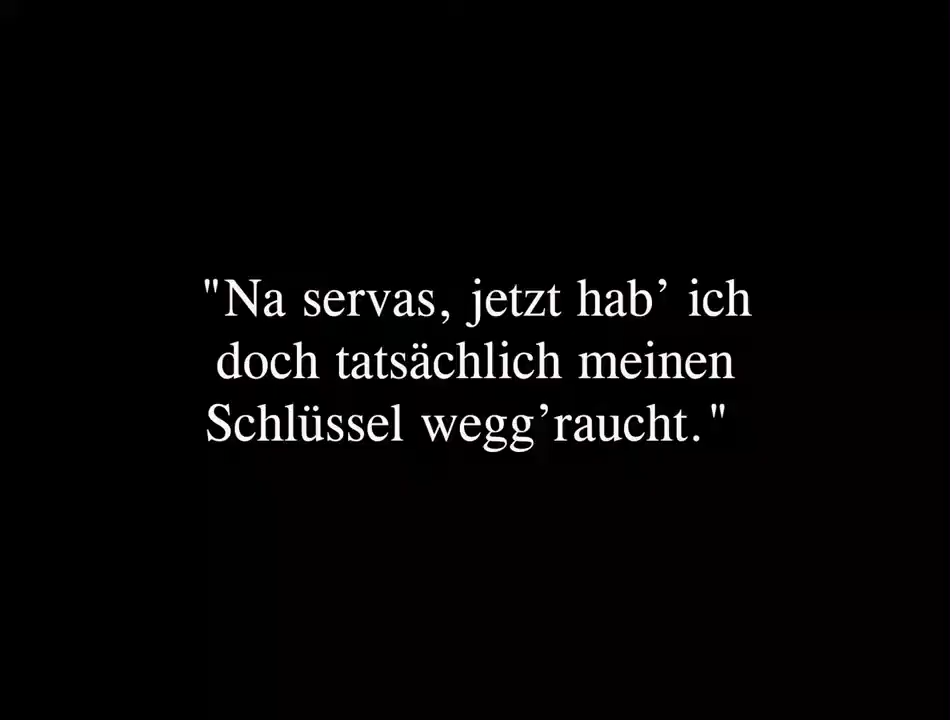 "Na servas, jetzt hab’ ich
doch tatsächlich meinen
Schlüssel wegg’raucht."